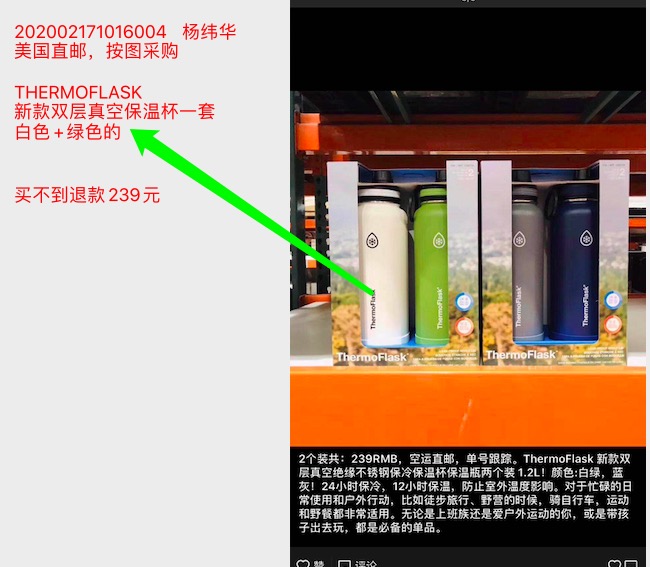 202002171016004 杨纬华
美国直邮，按图采购
THERMOFLASK
新款双层真空保温杯一套
白色+绿色的
买不到退款239元
ThermoFlask
ThermoFlask
ThermoFlask
ThermoFlask
ThermoFlask
ThermoFlask
2个装共：239RMB，空运直邮，单号跟踪。ThermoFlask 新款双
层真空绝缘不锈钢保冷保温杯保温瓶两个装 1.2L！颜色:白绿，蓝
灰！24小时保冷，12小时保温，防止室外温度影响。对于忙碌的日
常使用和户外行动，比如徒步旅行、野营的时候，骑自行车，运动
和野餐都非常适用。无论是上班族还是爱户外运动的你，或是带孩
子出去玩，都是必备的单品。
赞 评论